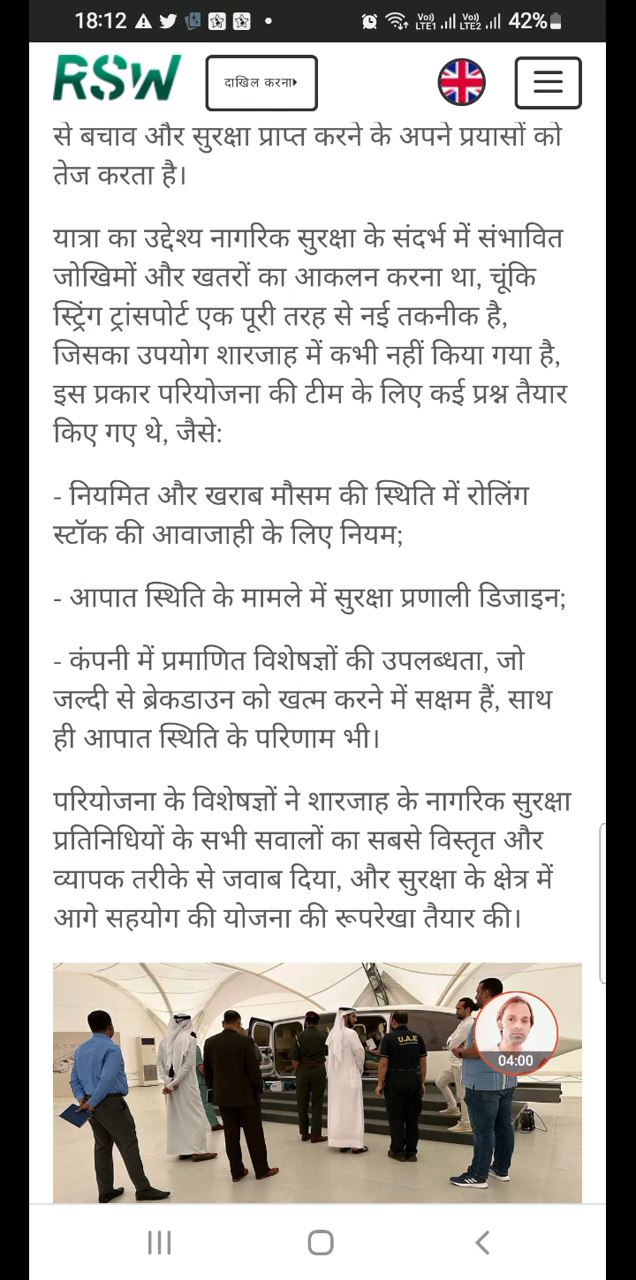 18:12
Vo)) LTE1 Vo)) LTE2 42%
RSW
दाखिल करना
से बचाव और सुरक्षा प्राप्त करने के अपने प्रयासों को
तेज करता है।
यात्रा का उद्देश्य नागरिक सुरक्षा के संदर्भ में संभावित
जोखिमों और खतरों का आकलन करना था, चूंकि
स्ट्रिंग ट्रांसपोर्ट एक पूरी तरह से नई तकनीक है,
जिसका उपयोग शारजाह में कभी नहीं किया गया है,
इस प्रकार परियोजना की टीम के लिए कई प्रश्न तैयार
किए गए थे, जैसे:
- नियमित और खराब मौसम की स्थिति में रोलिंग
स्टॉक की आवाजाही के लिए नियम;
- आपात स्थिति के मामले में सुरक्षा प्रणाली डिजाइन;
- कंपनी में प्रमाणित विशेषज्ञों की उपलब्धता, जो
जल्दी से ब्रेकडाउन को खत्म करने में सक्षम हैं, साथ
ही आपात स्थिति के परिणाम भी।
परियोजना के विशेषज्ञों ने शारजाह के नागरिक सुरक्षा
प्रतिनिधियों के सभी सवालों का सबसे विस्तृत और
व्यापक तरीके से जवाब दिया, और सुरक्षा के क्षेत्र में
आगे सहयोग की योजना की रूपरेखा तैयार की।
U.A.E
04:00